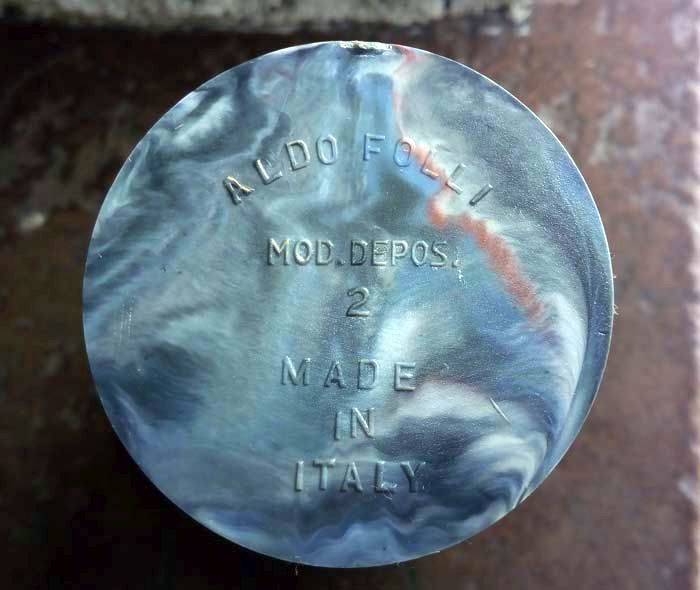 ALDO FOLLI
MOD. DEPOS.
2
MADE
IN
ITALY